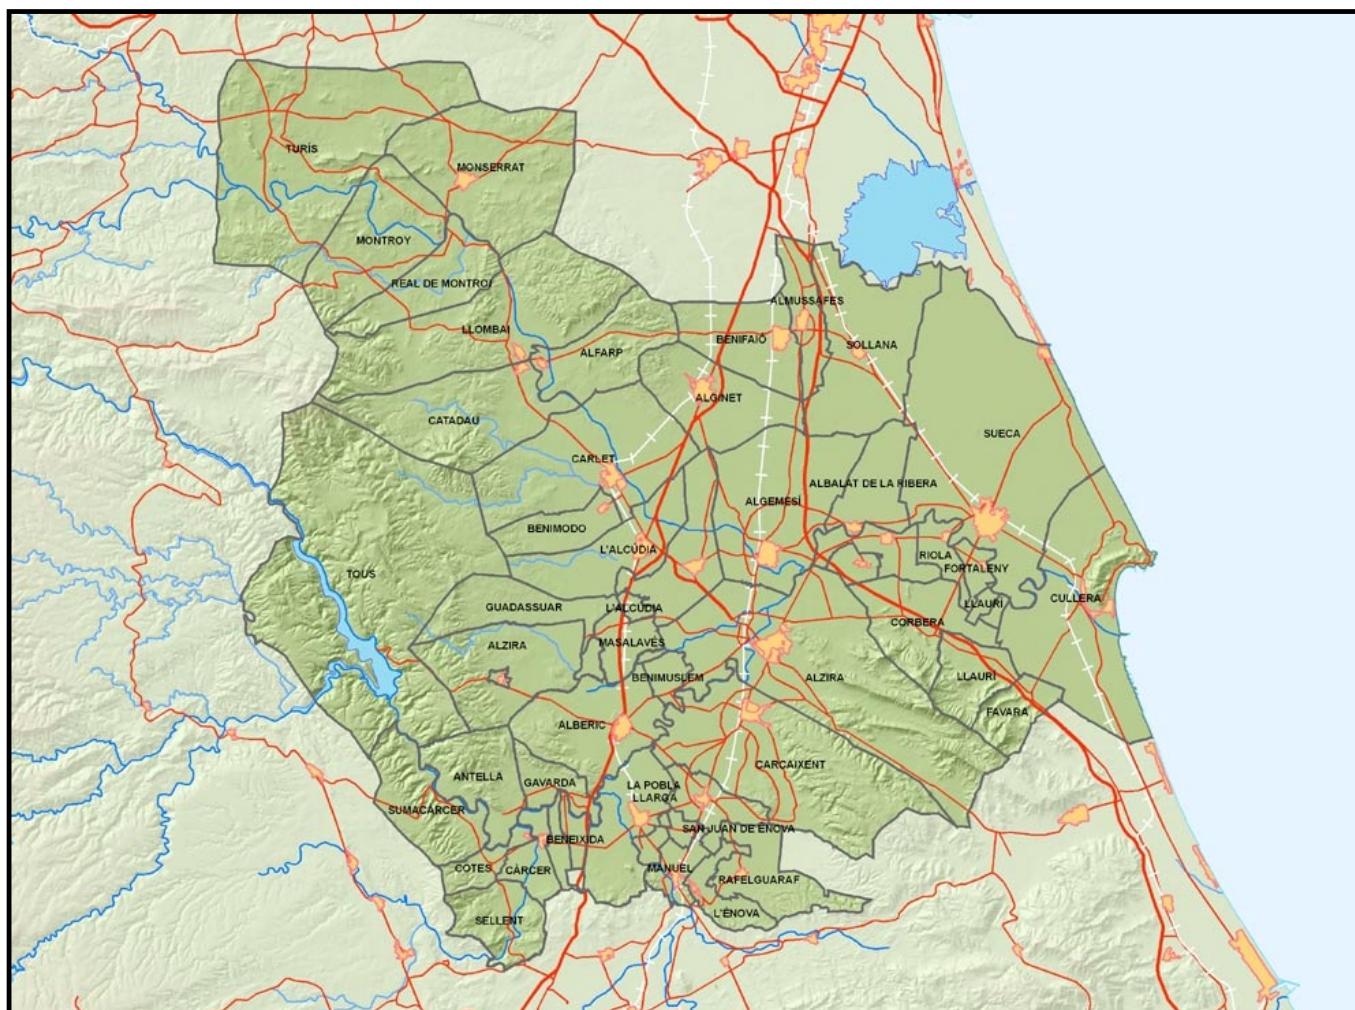 TURÍS
MONSERRAT
MONTROY
REAL DE MONTROI
ALMUSSAFES
LLOMBAI
BENIFAIÓ
SOLLANA
ALFARP
ALGINET
CATADAU
SUECA
CARLET
ALBALAT DE LA RIBERA
ALGEMESÍ
BENIMODO
L'ALCÚDIA
RIOLA
FORTALENY
TOUS
CULLERA
LLAURÍ
GUADASSUAR
L'ALCÚDIA
CORBERA
MASALAVÉS
ALZIRA
BENIMUSLEM
ALZIRA
LLAURÍ
FAVARA
ALBERIC
CARCAIXENT
ANTELLA
GAVARDA
LA POBLA
LLARGA
SUMACÀRCER
SAN JUAN DE ÉNOVA
BENEIXIDA
COTES
CÀRCER
MANUEL
RAFELGUARAF
L'ÉNOVA
SELLENT